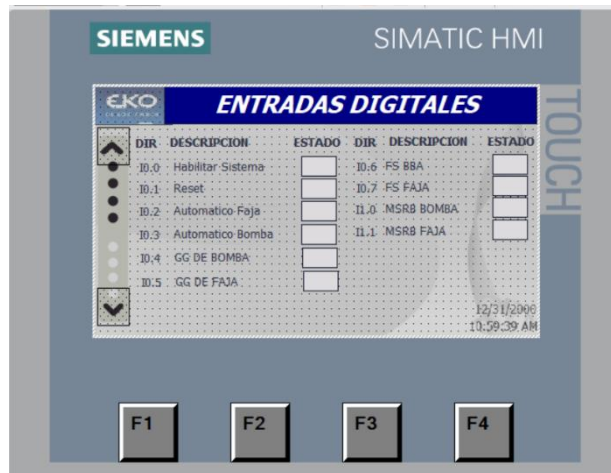 SIEMENS
SIMATIC HMI
TOUCH
EKO
ENTRADAS DIGITALES
DIR DESCRIPCION ESTADO DIR DESCRIPCION ESTADO
I0.0 Habilitar Sistema I0.6 FS BBA
I0.1 Reset I0.7 FS FAJA
I0.2 Automatico Faja I1.0 MSRB BOMBA
I0.3 Automatico Bomba I1.1 MSRB FAJA
I0.4 GG DE BOMBA
I0.5 GG DE FAJA
12/31/2000
10:59:39 AM
F1 F2 F3 F4